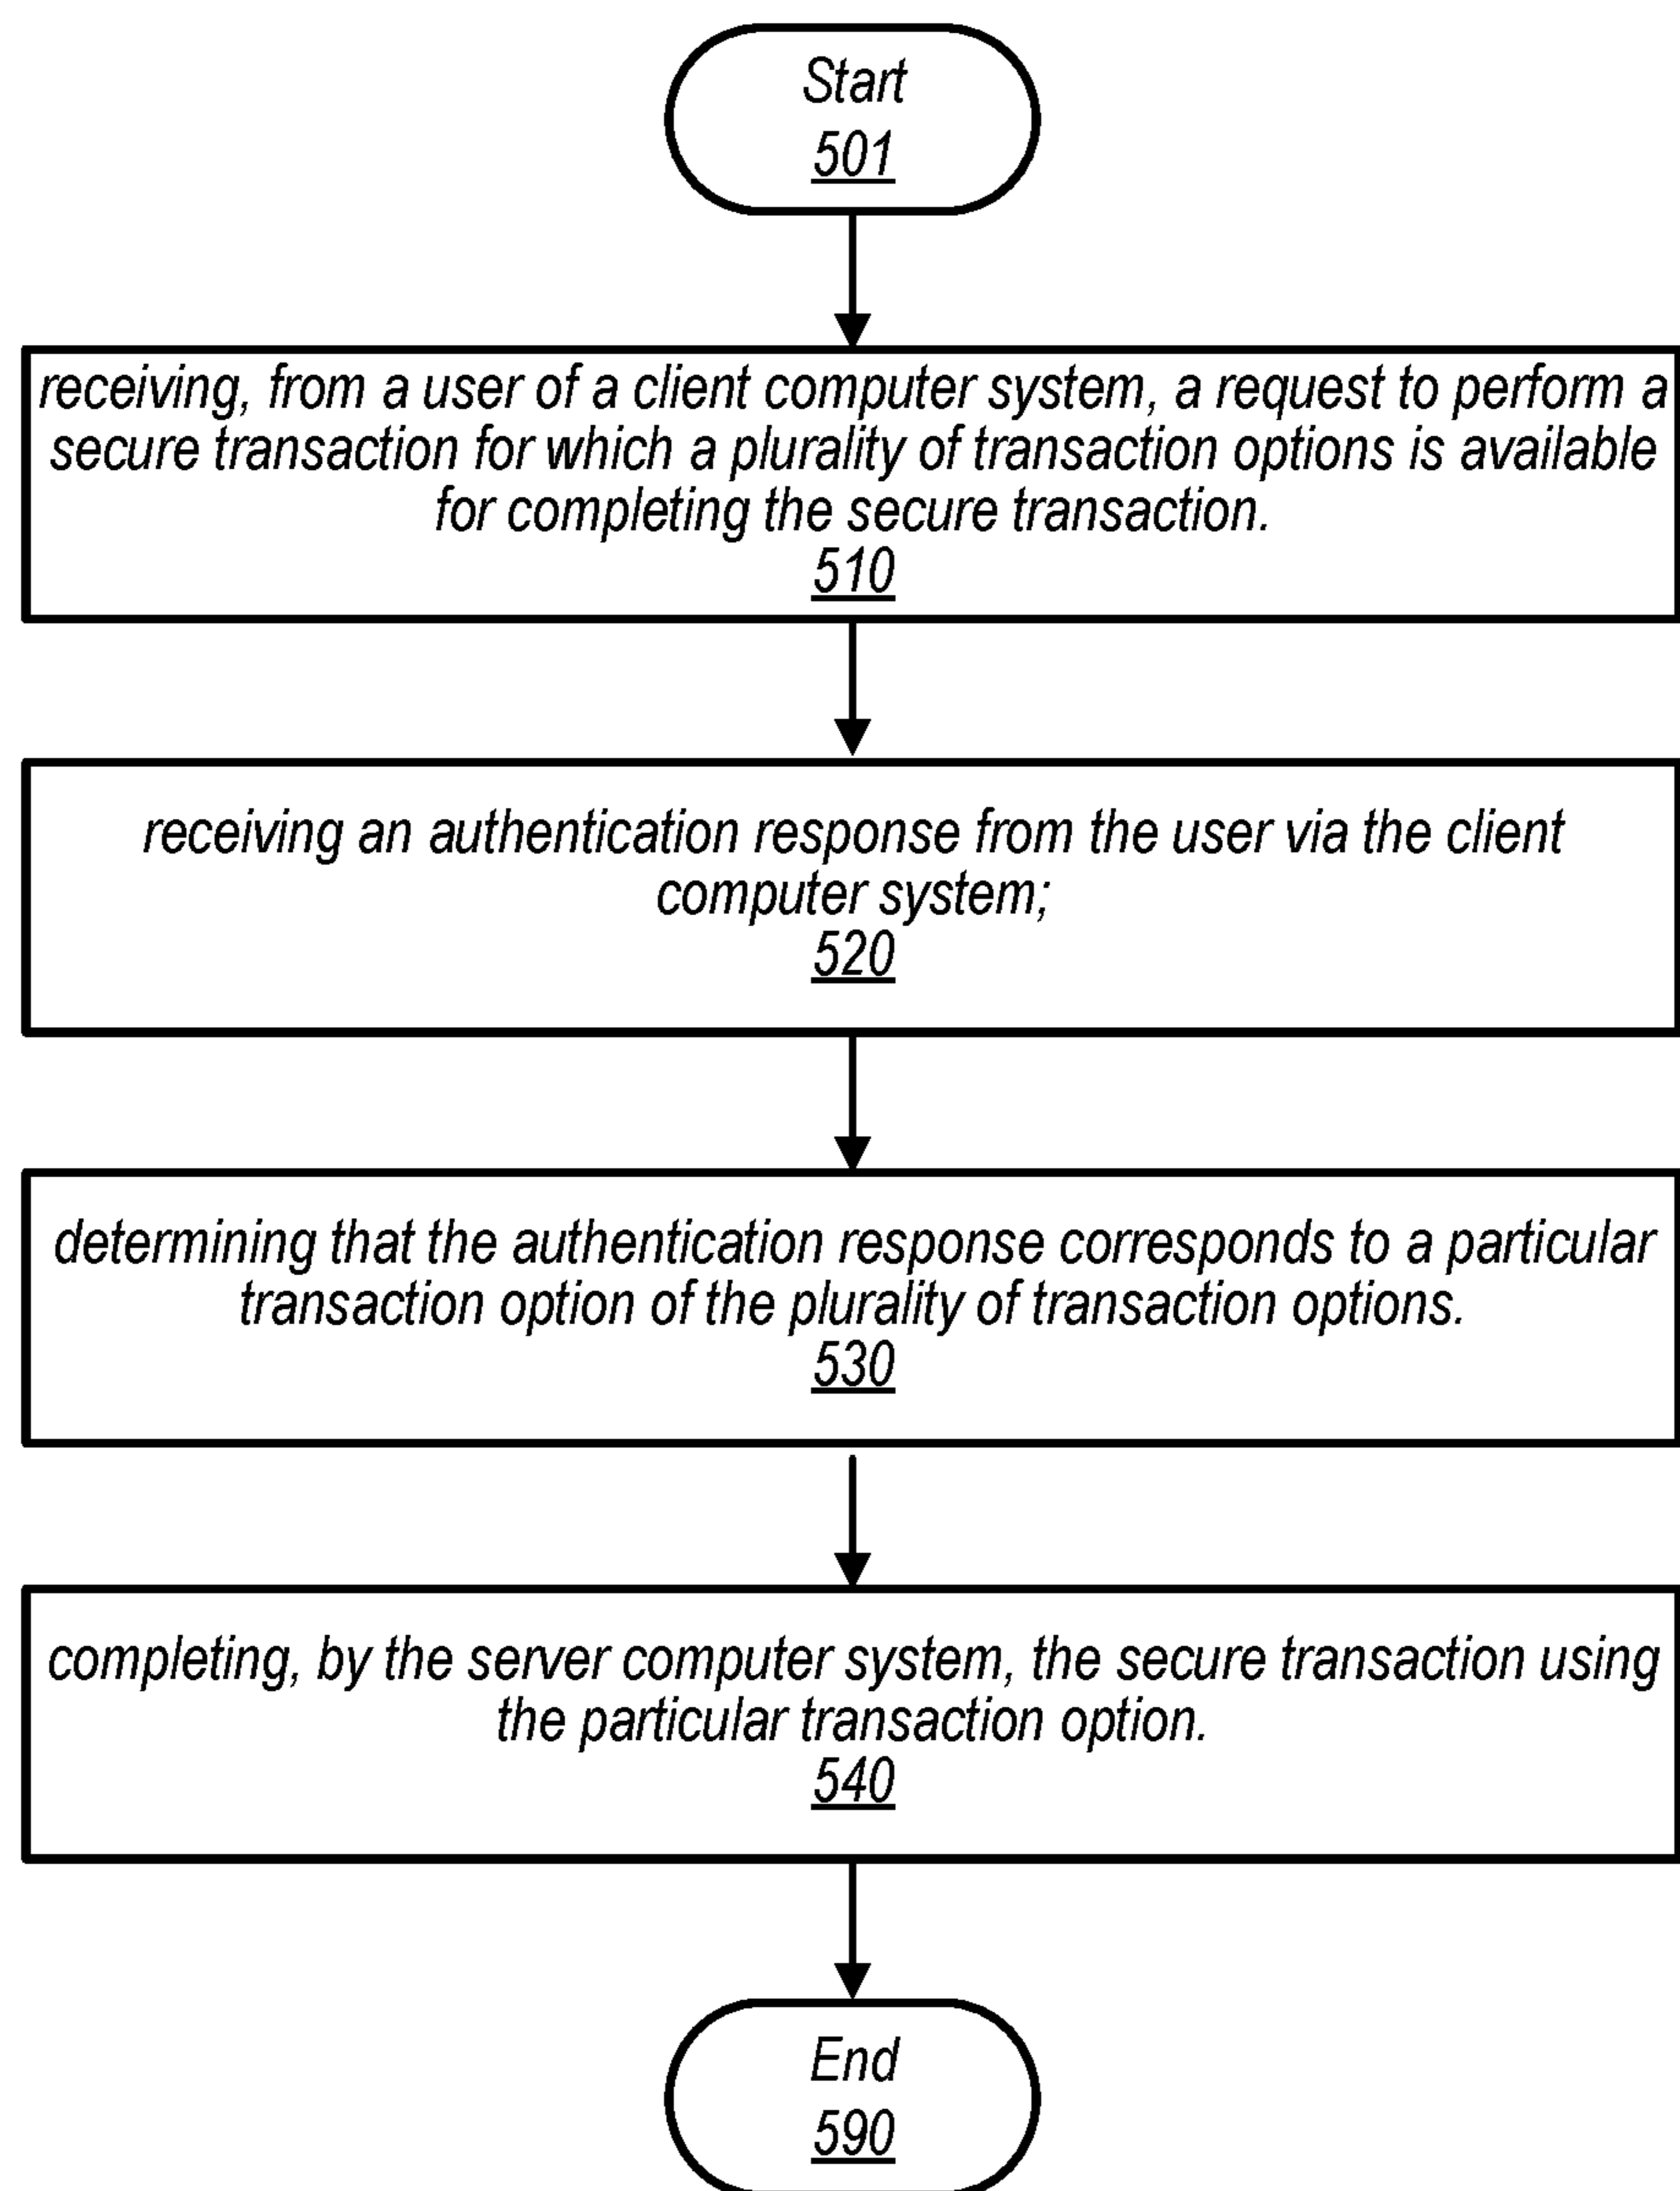 Start
501
receiving, from a user of a client computer system, a request to perform a
secure transaction for which a plurality of transaction options is available
for completing the secure transaction.
510
receiving an authentication response from the user via the client
computer system;
520
determining that the authentication response corresponds to a particular
transaction option of the plurality of transaction options.
530
completing, by the server computer system, the secure transaction using
the particular transaction option.
540
End
590